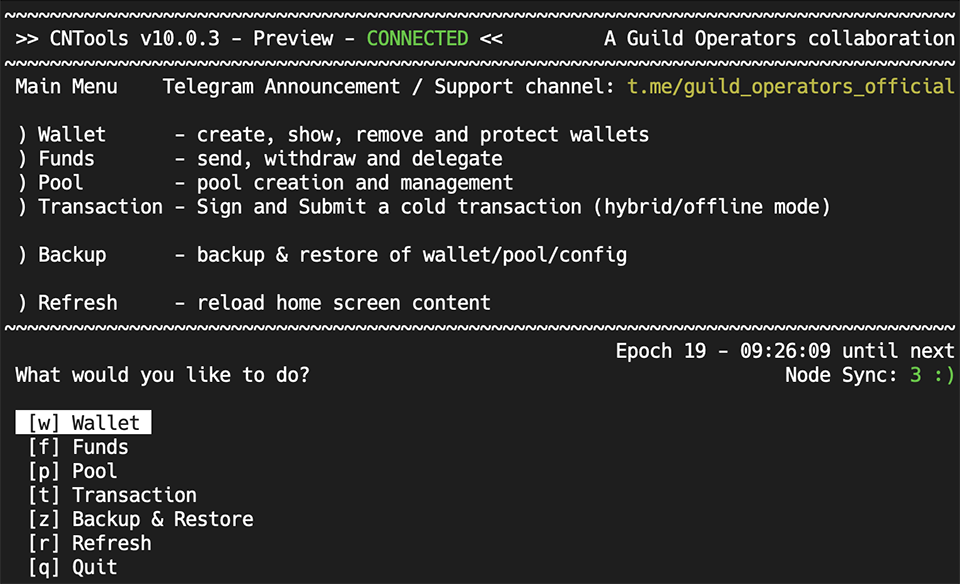 ~~~~~~~~~~~~~~~~~~~~~~~~~~~~~~~~~~~~~~~~~~~~~~~~~~~~~~~~~~~~~~~~~~~~~~~~~~~~~~~~~~~~
>> CNTools v10.0.3 - Preview - CONNECTED << A Guild Operators collaboration
~~~~~~~~~~~~~~~~~~~~~~~~~~~~~~~~~~~~~~~~~~~~~~~~~~~~~~~~~~~~~~~~~~~~~~~~~~~~~~~~~~~~
Main Menu Telegram Announcement / Support channel: t.me/guild_operators_official
) Wallet - create, show, remove and protect wallets
) Funds - send, withdraw and delegate
) Pool - pool creation and management
) Transaction - Sign and Submit a cold transaction (hybrid/offline mode)
) Backup - backup & restore of wallet/pool/config
) Refresh - reload home screen content
~~~~~~~~~~~~~~~~~~~~~~~~~~~~~~~~~~~~~~~~~~~~~~~~~~~~~~~~~~~~~~~~~~~~~~~~~~~~~~~~~~~~
Epoch 19 - 09:26:09 until next
What would you like to do? Node Sync: 3 :)
[w] Wallet
[f] Funds
[p] Pool
[t] Transaction
[z] Backup & Restore
[r] Refresh
[q] Quit